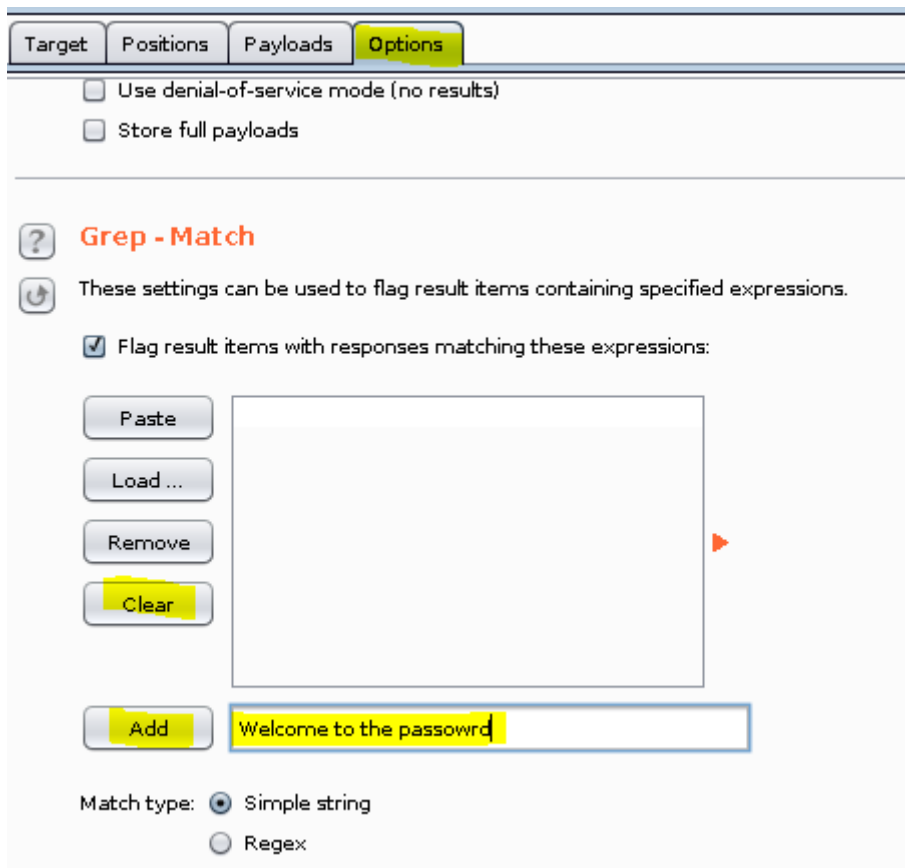 Target Positions Payloads Options
Use denial-of-service mode (no results)
Store full payloads
? Grep - Match
These settings can be used to flag result items containing specified expressions.
Flag result items with responses matching these expressions:
Paste
Load ...
Remove
Clear
Add Welcome to the passowrd
Match type: Simple string
Regex